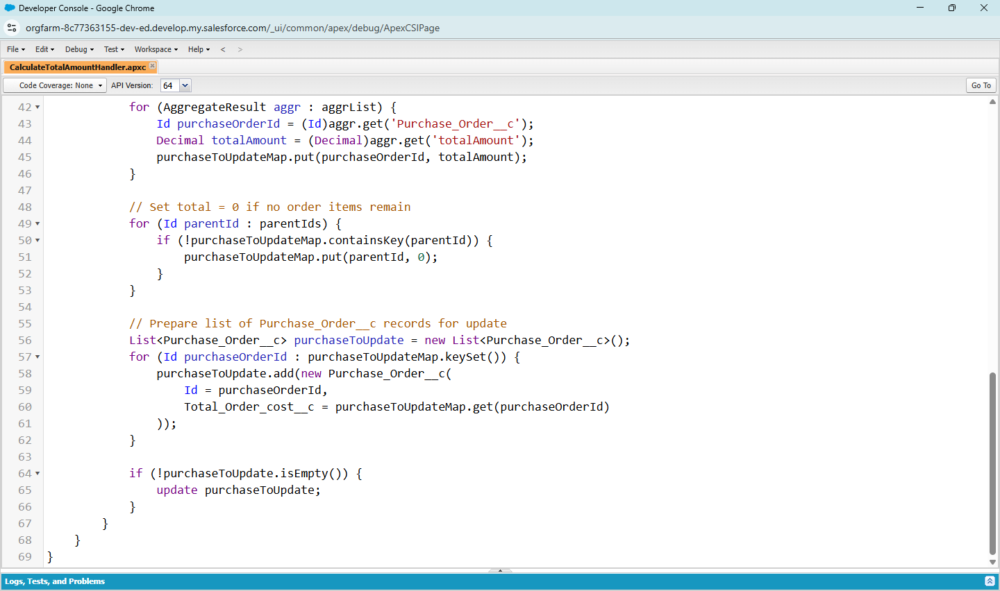 Developer Console - Google Chrome
orgfarm-8c77363155-dev-ed.develop.my.salesforce.com/_ui/common/apex/debug/ApexCSIPage
File Edit Debug Test Workspace Help < >
CalculateTotalAmountHandler.apxc
Code Coverage: None API Version: 64 Go To
42 for (AggregateResult aggr : aggrList) {
43 Id purchaseOrderId = (Id)aggr.get('Purchase_Order__c');
44 Decimal totalAmount = (Decimal)aggr.get('totalAmount');
45 purchaseToUpdateMap.put(purchaseOrderId, totalAmount);
46 }
47
48 // Set total = 0 if no order items remain
49 for (Id parentId : parentIds) {
50 if (!purchaseToUpdateMap.containsKey(parentId)) {
51 purchaseToUpdateMap.put(parentId, 0);
52 }
53 }
54
55 // Prepare list of Purchase_Order__c records for update
56 List<Purchase_Order__c> purchaseToUpdate = new List<Purchase_Order__c>();
57 for (Id purchaseOrderId : purchaseToUpdateMap.keySet()) {
58 purchaseToUpdate.add(new Purchase_Order__c(
59 Id = purchaseOrderId,
60 Total_Order_cost__c = purchaseToUpdateMap.get(purchaseOrderId)
61 ));
62 }
63
64 if (!purchaseToUpdate.isEmpty()) {
65 update purchaseToUpdate;
66 }
67 }
68 }
69 }
Logs, Tests, and Problems